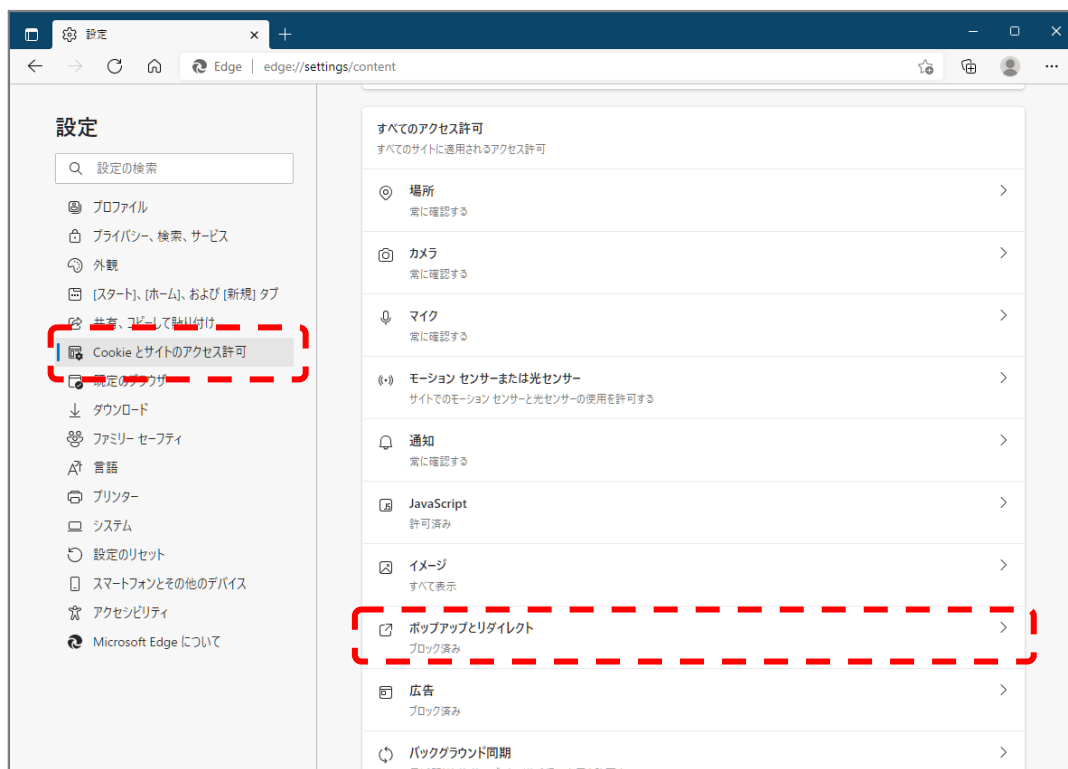 設定
Edge
edge://settings/content
設定
設定の検索
プロファイル
プライバシー、検索、サービス
外観
[スタート]、[ホーム]、および [新規] タブ
共有、コピーして貼り付け
Cookie とサイトのアクセス許可
既定のブラウザー
ダウンロード
ファミリー セーフティ
言語
プリンター
システム
設定のリセット
スマートフォンとその他のデバイス
アクセシビリティ
Microsoft Edge について
すべてのアクセス許可
すべてのサイトに適用されるアクセス許可
場所
常に確認する
カメラ
常に確認する
マイク
常に確認する
モーション センサーまたは光センサー
サイトでのモーション センサーと光センサーの使用を許可する
通知
常に確認する
JavaScript
許可済み
イメージ
すべて表示
ポップアップとリダイレクト
ブロック済み
広告
ブロック済み
バックグラウンド同期